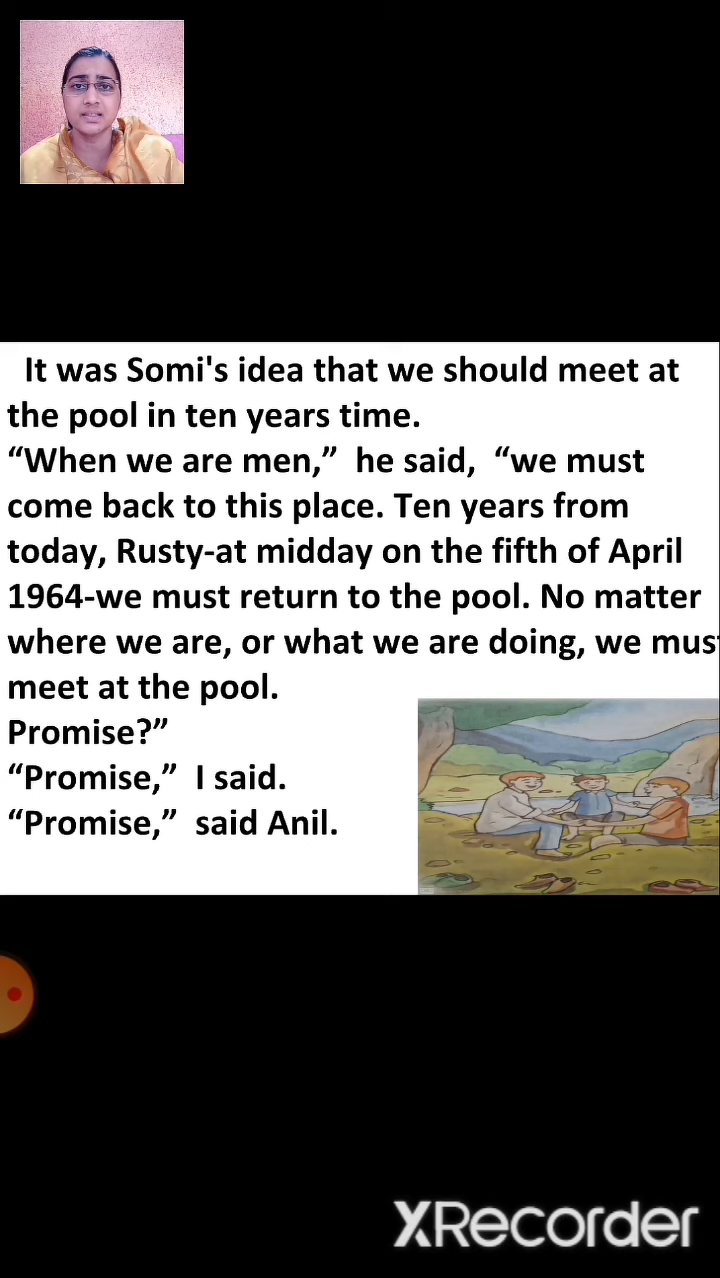 It was Somi's idea that we should meet at
the pool in ten years time.
“When we are men,” he said, “we must
come back to this place. Ten years from
today, Rusty-at midday on the fifth of April
1964-we must return to the pool. No matter
where we are, or what we are doing, we mus
meet at the pool.
Promise?”
“Promise,” I said.
“Promise,” said Anil.
XRecorder